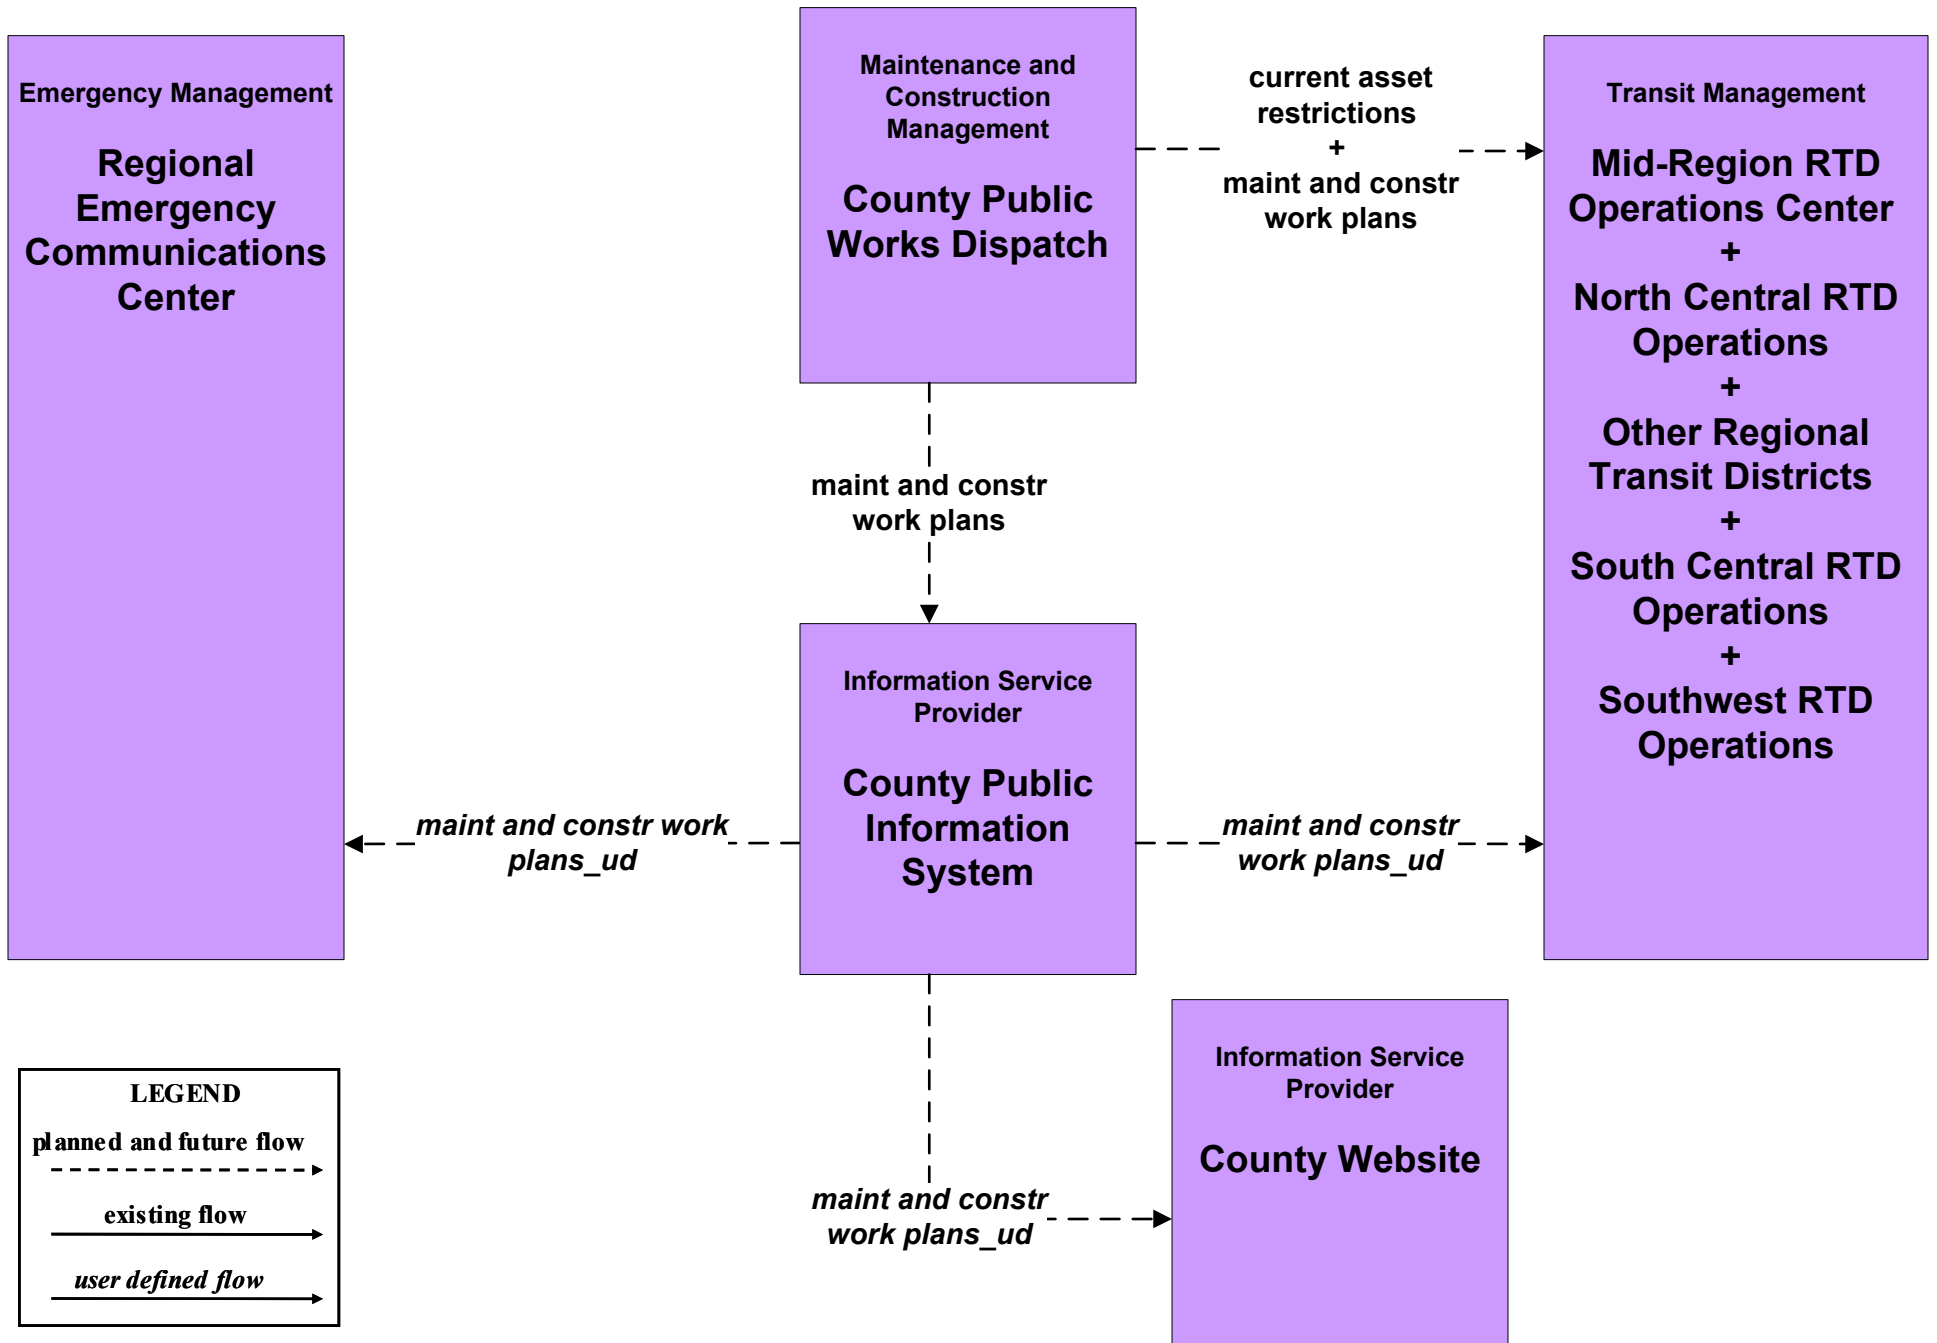 Emergency Management
Regional
Emergency
Communications
Center
Maintenance and
Construction
Management
County Public
Works Dispatch
current asset
restrictions
+
maint and constr
work plans
Transit Management
Mid-Region RTD
Operations Center
+
North Central RTD
Operations
+
Other Regional
Transit Districts
+
South Central RTD
Operations
+
Southwest RTD
Operations
maint and constr
work plans
Information Service
Provider
County Public
Information
System
maint and constr work
plans_ud
maint and constr
work plans_ud
maint and constr
work plans_ud
Information Service
Provider
County Website
LEGEND
planned and future flow
existing flow
user defined flow